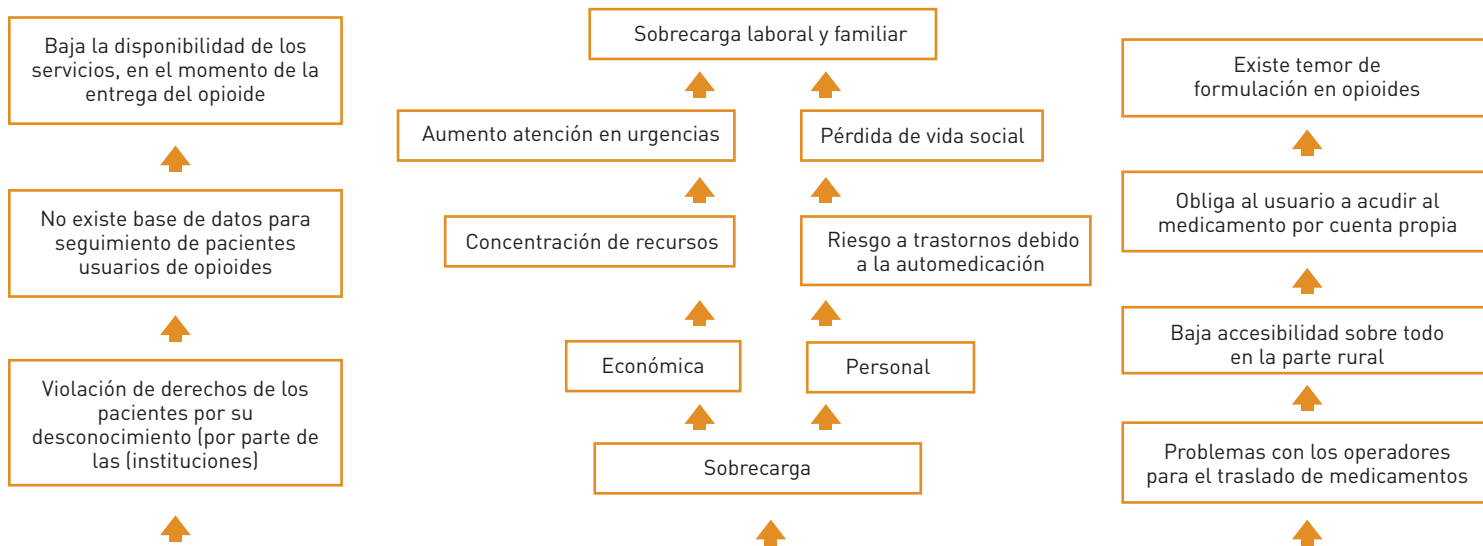 Baja la disponibilidad de los
servicios, en el momento de la
entrega del opioide
No existe base de datos para
seguimiento de pacientes
usuarios de opioides
Violación de derechos de los
pacientes por su
desconocimiento (por parte de
las (instituciones)
Sobrecarga laboral y familiar
Aumento atención en urgencias
Pérdida de vida social
Concentración de recursos
Riesgo a trastornos debido
a la automedicación
Económica
Personal
Sobrecarga
Existe temor de
formulación en opioides
Obliga al usuario a acudir al
medicamento por cuenta propia
Baja accesibilidad sobre todo
en la parte rural
Problemas con los operadores
para el traslado de medicamentos